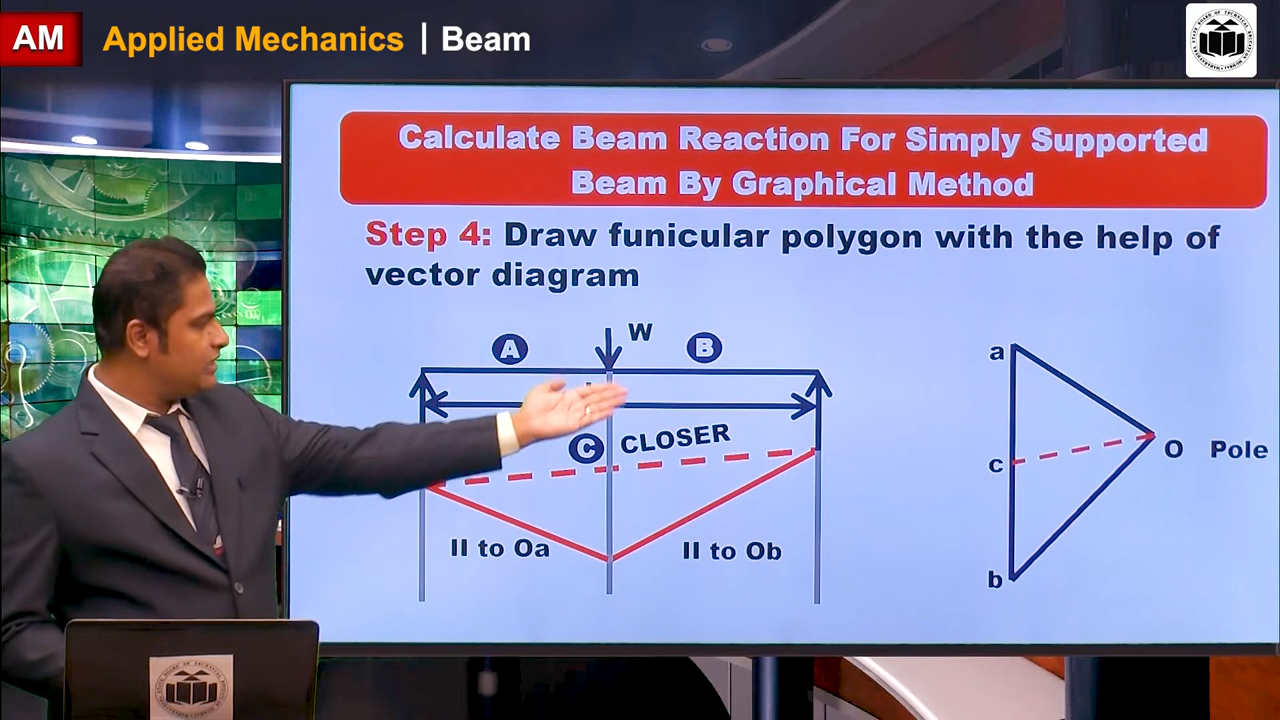 AM Applied Mechanics | Beam
Calculate Beam Reaction For Simply Supported
Beam By Graphical Method
Step 4: Draw funicular polygon with the help of
vector diagram
W
A
B
C CLOSER
II to Oa
II to Ob
a
c
b
O Pole